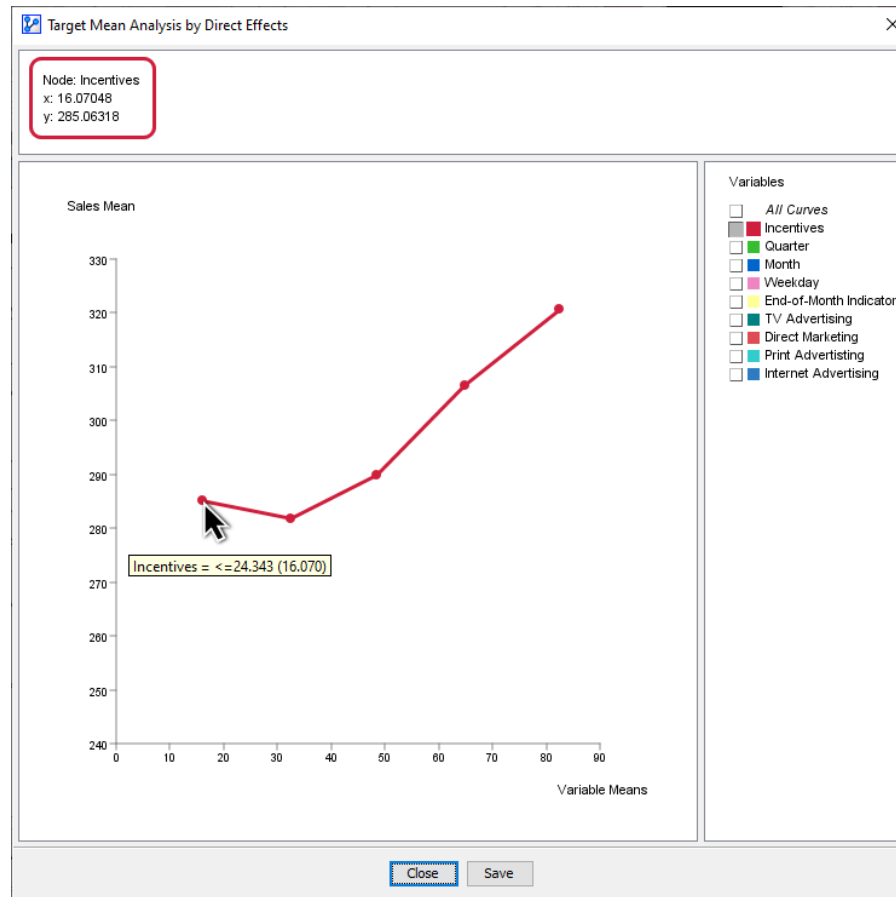 Target Mean Analysis by Direct Effects
Node: Incentives
x: 16.07048
y: 285.06318
Sales Mean
330
320
310
300
290
280
270
260
250
240
0 10 20 30 40 50 60 70 80 90
Variable Means
Incentives = <=24.343 (16.070)
Variables
All Curves
Incentives
Quarter
Month
Weekday
End-of-Month Indicator
TV Advertising
Direct Marketing
Print Advertisting
Internet Advertising
Close Save